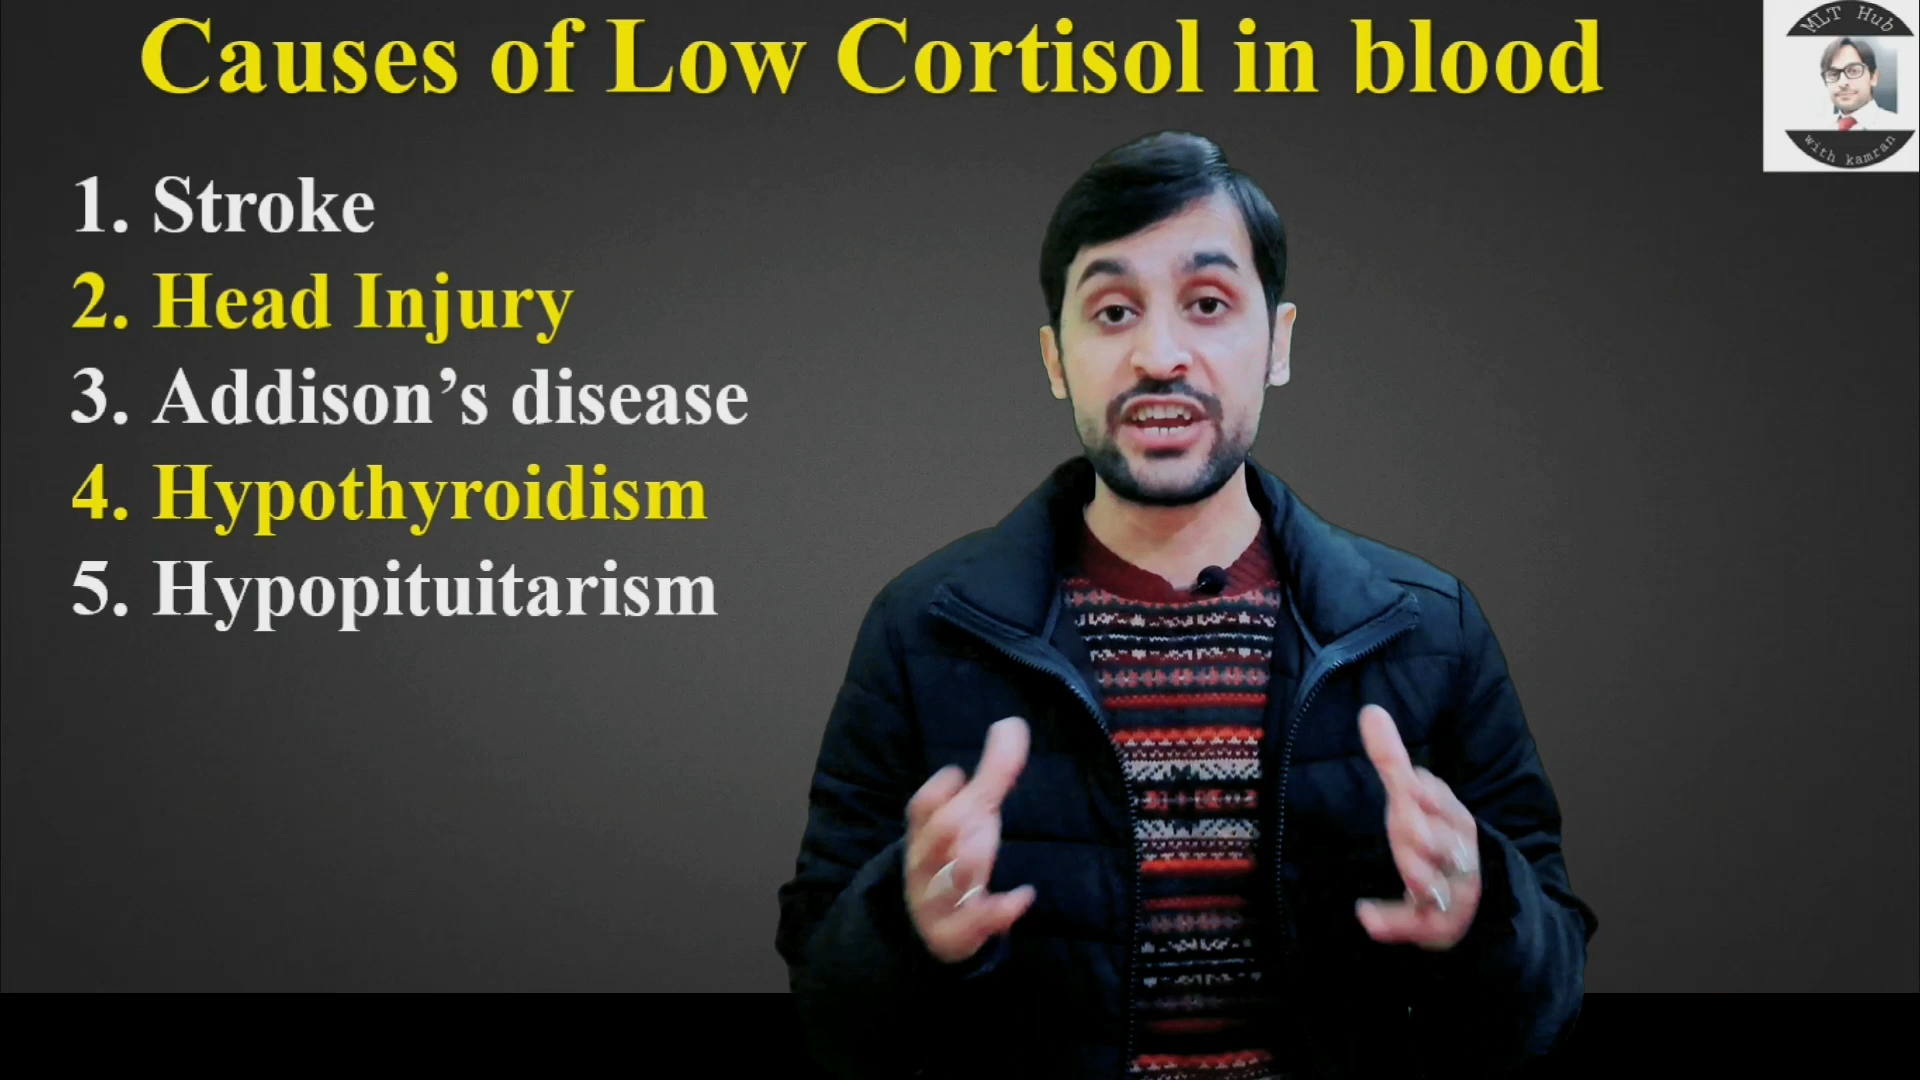 Causes of Low Cortisol in blood
MLT Hub
with kamran
1. Stroke
2. Head Injury
3. Addison’s disease
4. Hypothyroidism
5. Hypopituitarism